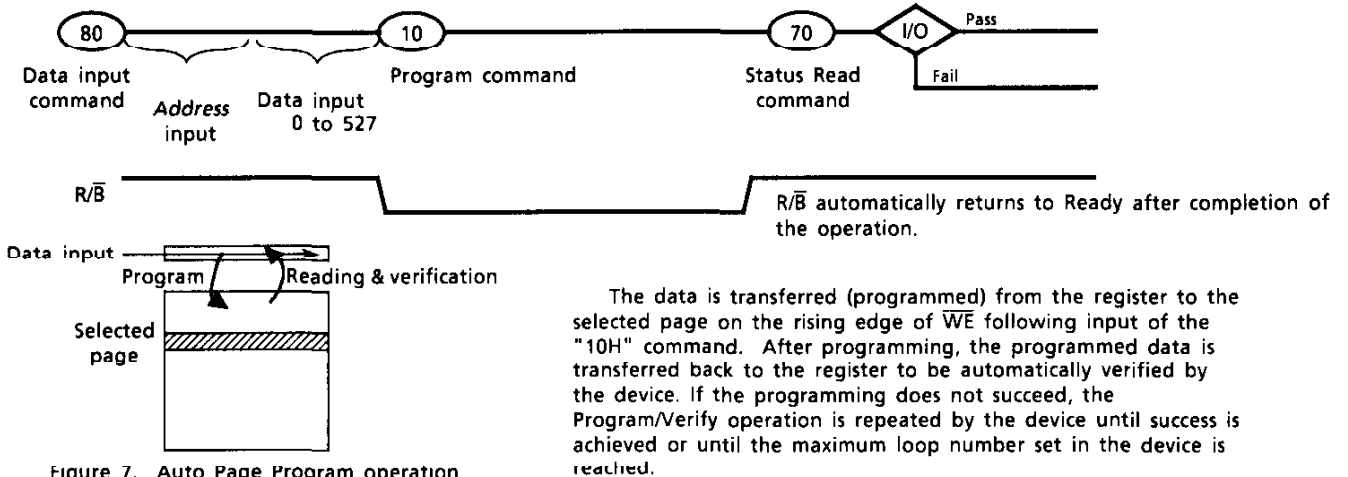 80 10 70 I/O Pass
Fail
Data input
command
Address
input
Data input
0 to 527
Program command
Status Read
command
R/B̅
R/B̅ automatically returns to Ready after completion of
the operation.
Data input
Program
Reading & verification
Selected
page
The data is transferred (programmed) from the register to the
selected page on the rising edge of W̅E̅ following input of the
"10H" command. After programming, the programmed data is
transferred back to the register to be automatically verified by
the device. If the programming does not succeed, the
Program/Verify operation is repeated by the device until success is
achieved or until the maximum loop number set in the device is
reached.
Figure 7. Auto Page Program operation